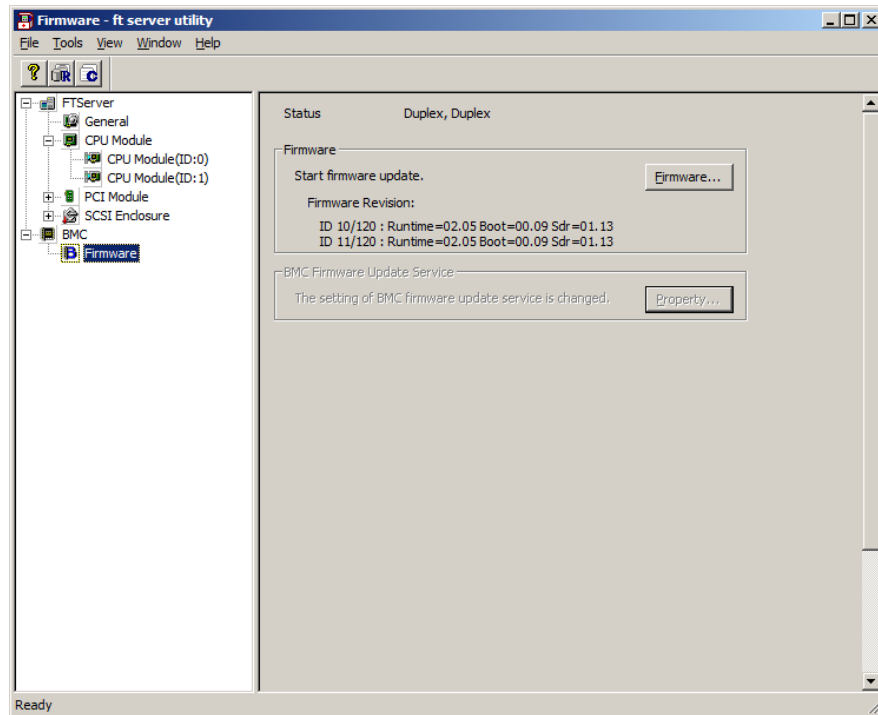 Firmware - ft server utility
File Tools View Window Help
? R C
FTServer
General
CPU Module
CPU Module(ID:0)
CPU Module(ID:1)
PCI Module
SCSI Enclosure
BMC
B Firmware
Status Duplex, Duplex
Firmware
Start firmware update.
Firmware...
Firmware Revision:
ID 10/120 : Runtime=02.05 Boot=00.09 Sdr=01.13
ID 11/120 : Runtime=02.05 Boot=00.09 Sdr=01.13
BMC Firmware Update Service
The setting of BMC firmware update service is changed.
Property...
Ready